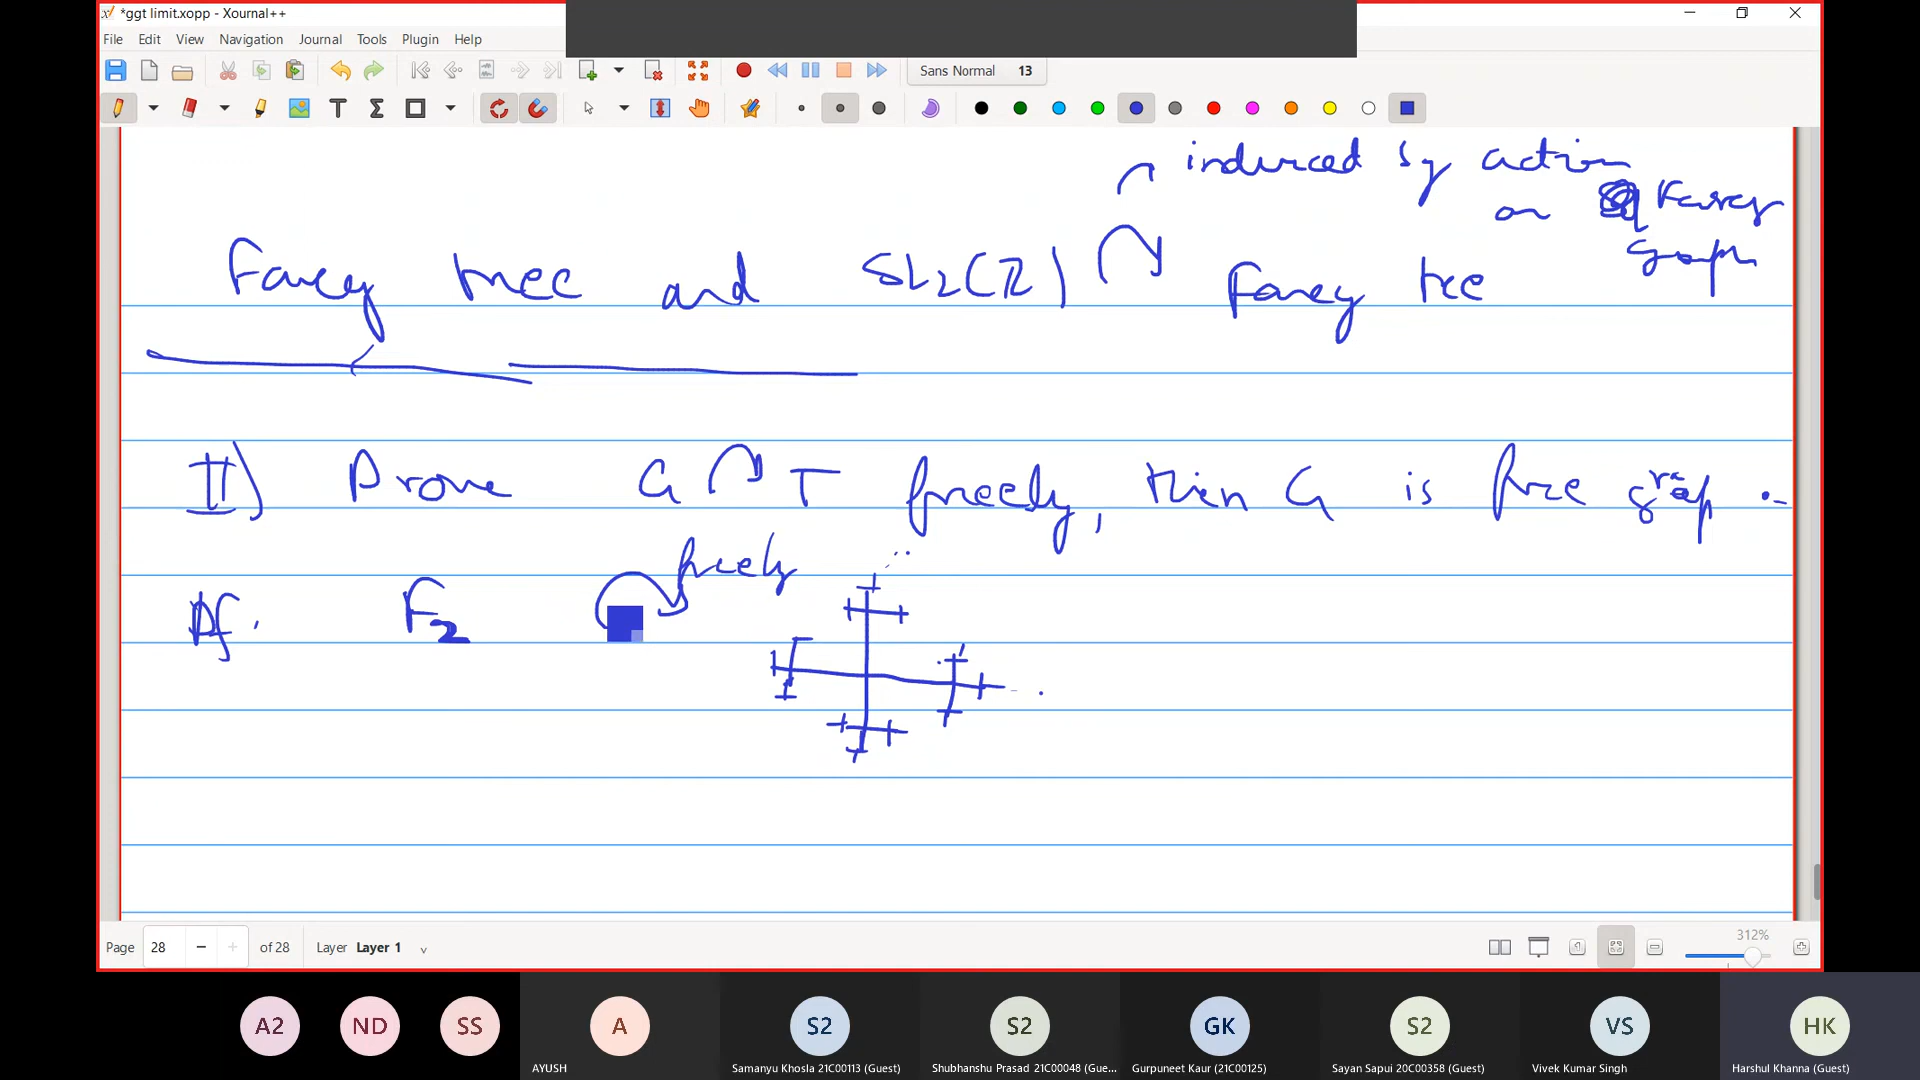 *ggt limit.xopp - Xournal++
File Edit View Navigation Journal Tools Plugin Help
Sans Normal 13
induced by action
on Farey
graph
Farey tree and SL₂(Z) Farey tree
II) Prove G T freely, then G is free group
freely
Pf. F₂
Page 28 of 28 Layer Layer 1
312%
A2 ND SS A S2 S2 GK S2 VS HK
AYUSH Samanyu Khosla 21C00113 (Guest) Shubhanshu Prasad 21C00048 (Gue... Gurpuneet Kaur (21C00125) Sayan Sapui 20C00358 (Guest) Vivek Kumar Singh Harshul Khanna (Guest)